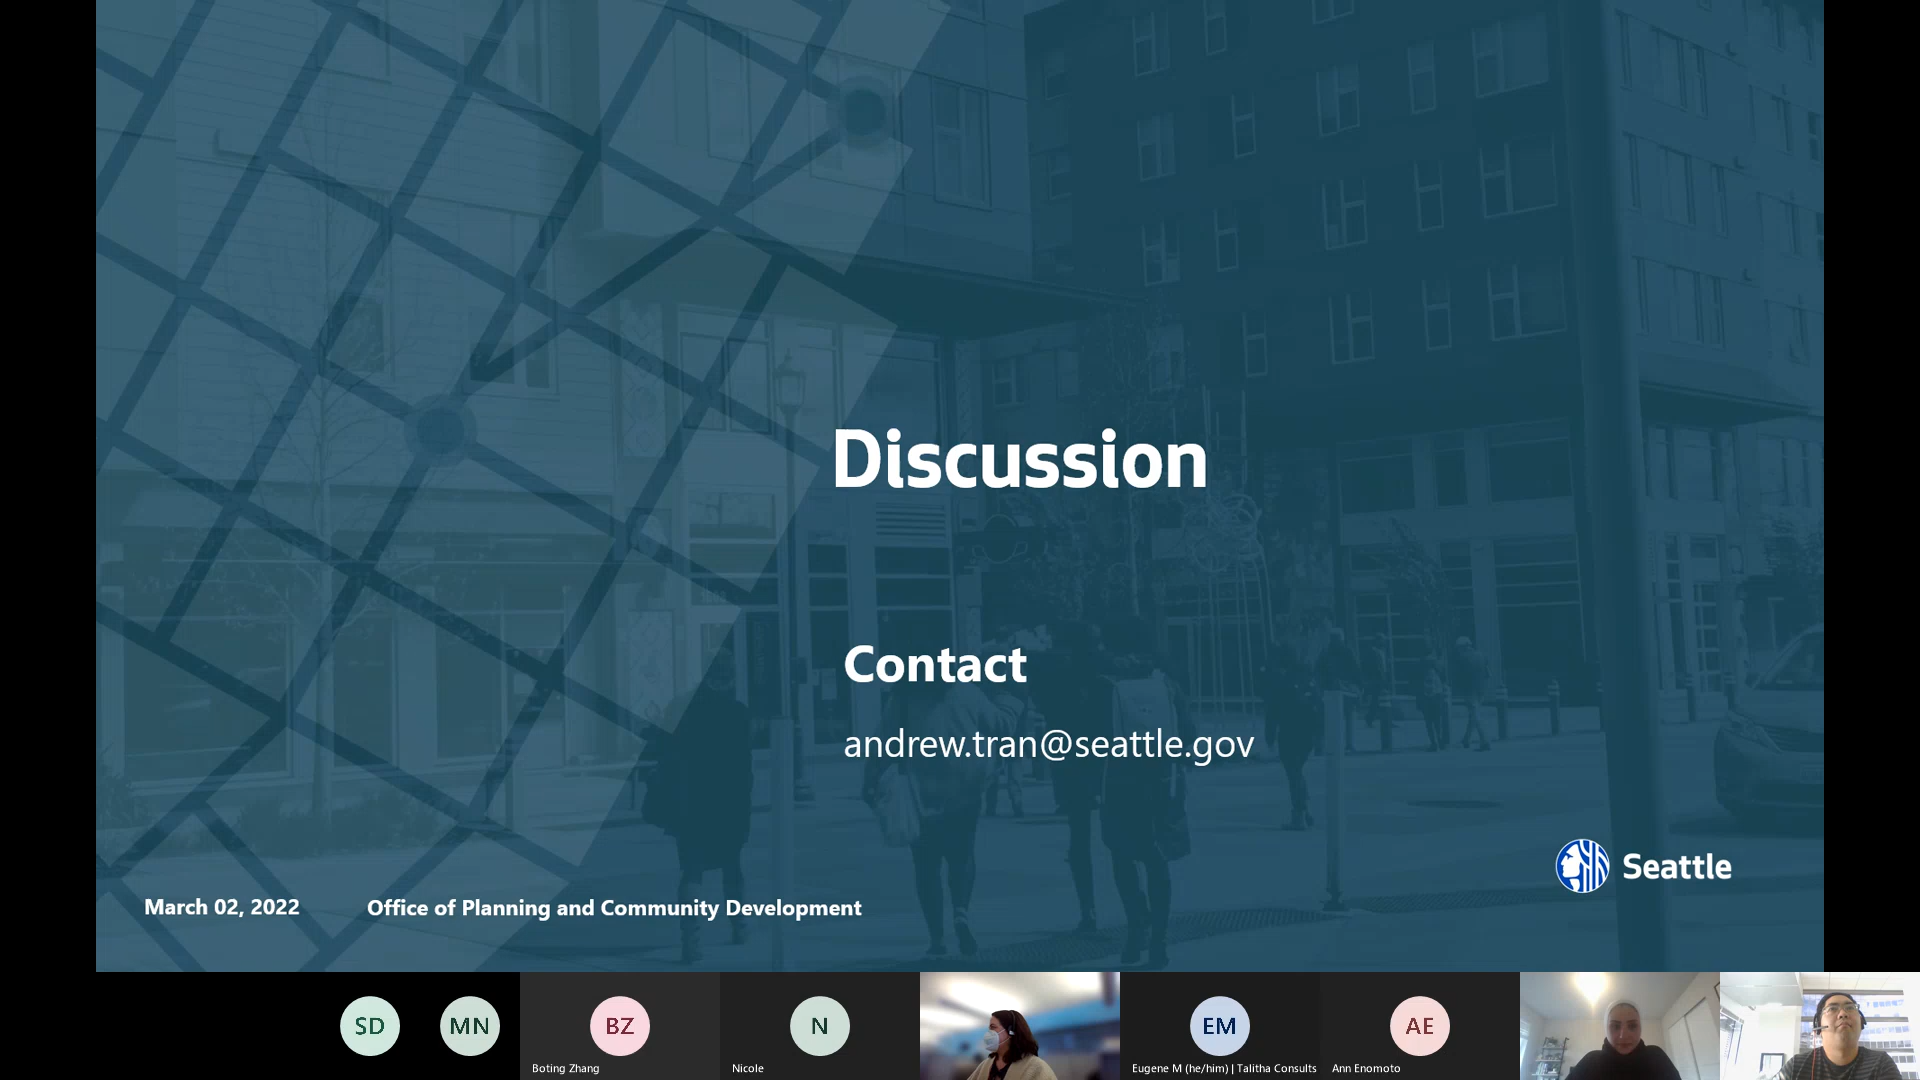 Discussion
Contact
andrew.tran@seattle.gov
Seattle
March 02, 2022
Office of Planning and Community Development
SD
MN
BZ
N
EM
AE
Boting Zhang
Nicole
Eugene M (he/him) | Talitha Consults
Ann Enomoto